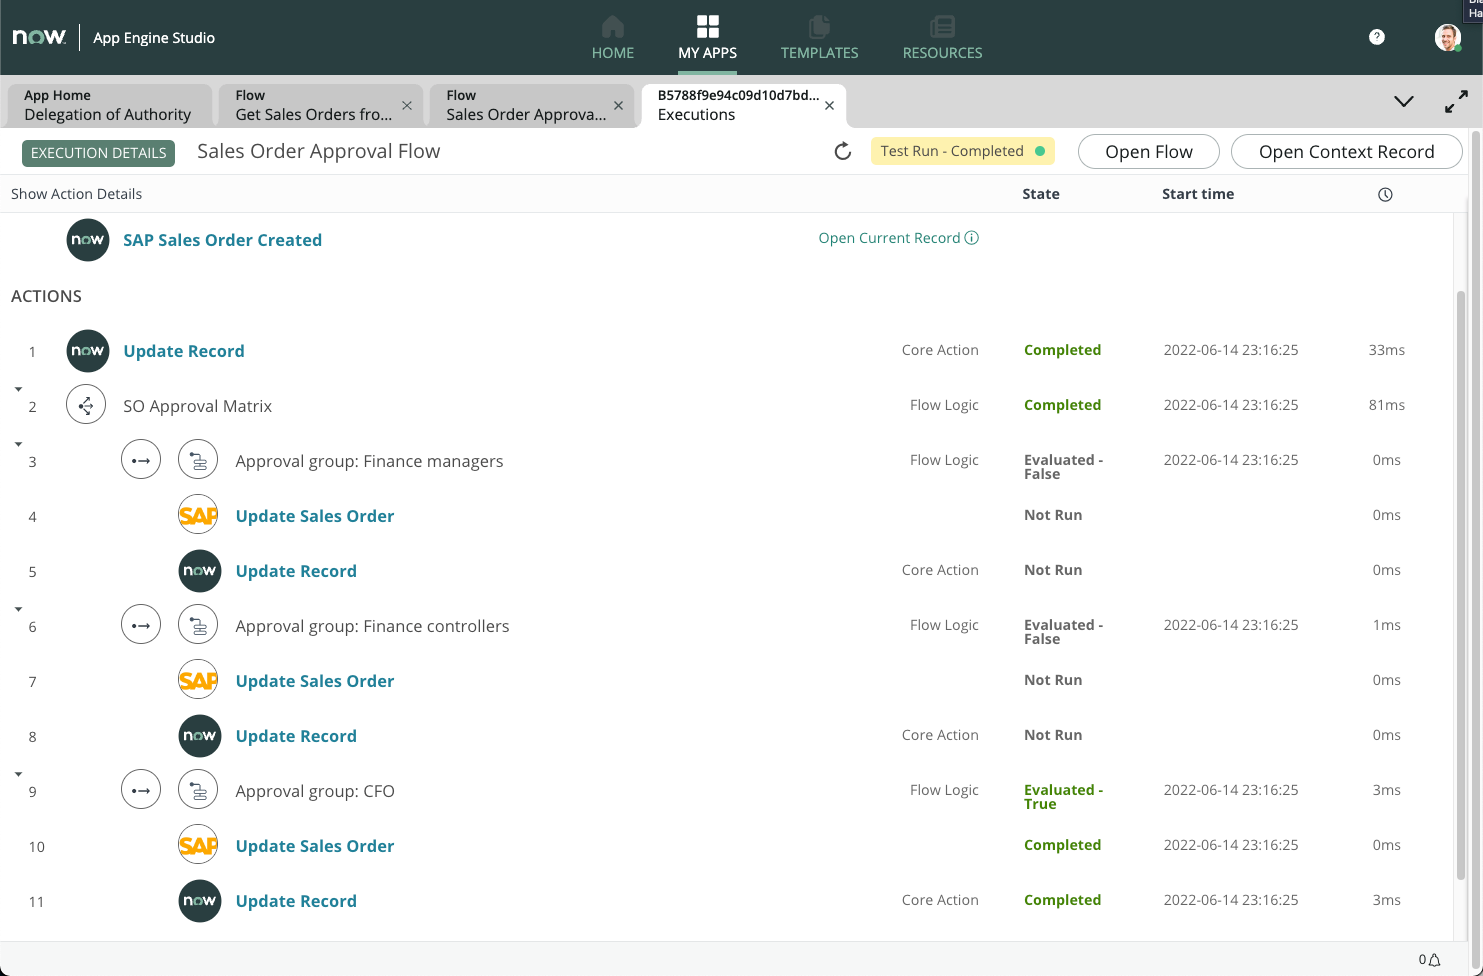 now. App Engine Studio
HOME MY APPS TEMPLATES RESOURCES
?
Ha
App Home
Delegation of Authority
Flow
Get Sales Orders fro...
Flow
Sales Order Approva...
B5788f9e94c09d10d7bd...
Executions
EXECUTION DETAILS Sales Order Approval Flow Test Run - Completed Open Flow Open Context Record
Show Action Details State Start time
now SAP Sales Order Created Open Current Record
ACTIONS
1 now Update Record Core Action Completed 2022-06-14 23:16:25 33ms
2 SO Approval Matrix Flow Logic Completed 2022-06-14 23:16:25 81ms
3 Approval group: Finance managers Flow Logic Evaluated - 2022-06-14 23:16:25 0ms
False
4 SAP Update Sales Order Not Run 0ms
5 now Update Record Core Action Not Run 0ms
6 Approval group: Finance controllers Flow Logic Evaluated - 2022-06-14 23:16:25 1ms
False
7 SAP Update Sales Order Not Run 0ms
8 now Update Record Core Action Not Run 0ms
9 Approval group: CFO Flow Logic Evaluated - 2022-06-14 23:16:25 3ms
True
10 SAP Update Sales Order Completed 2022-06-14 23:16:25 0ms
11 now Update Record Core Action Completed 2022-06-14 23:16:25 3ms
0